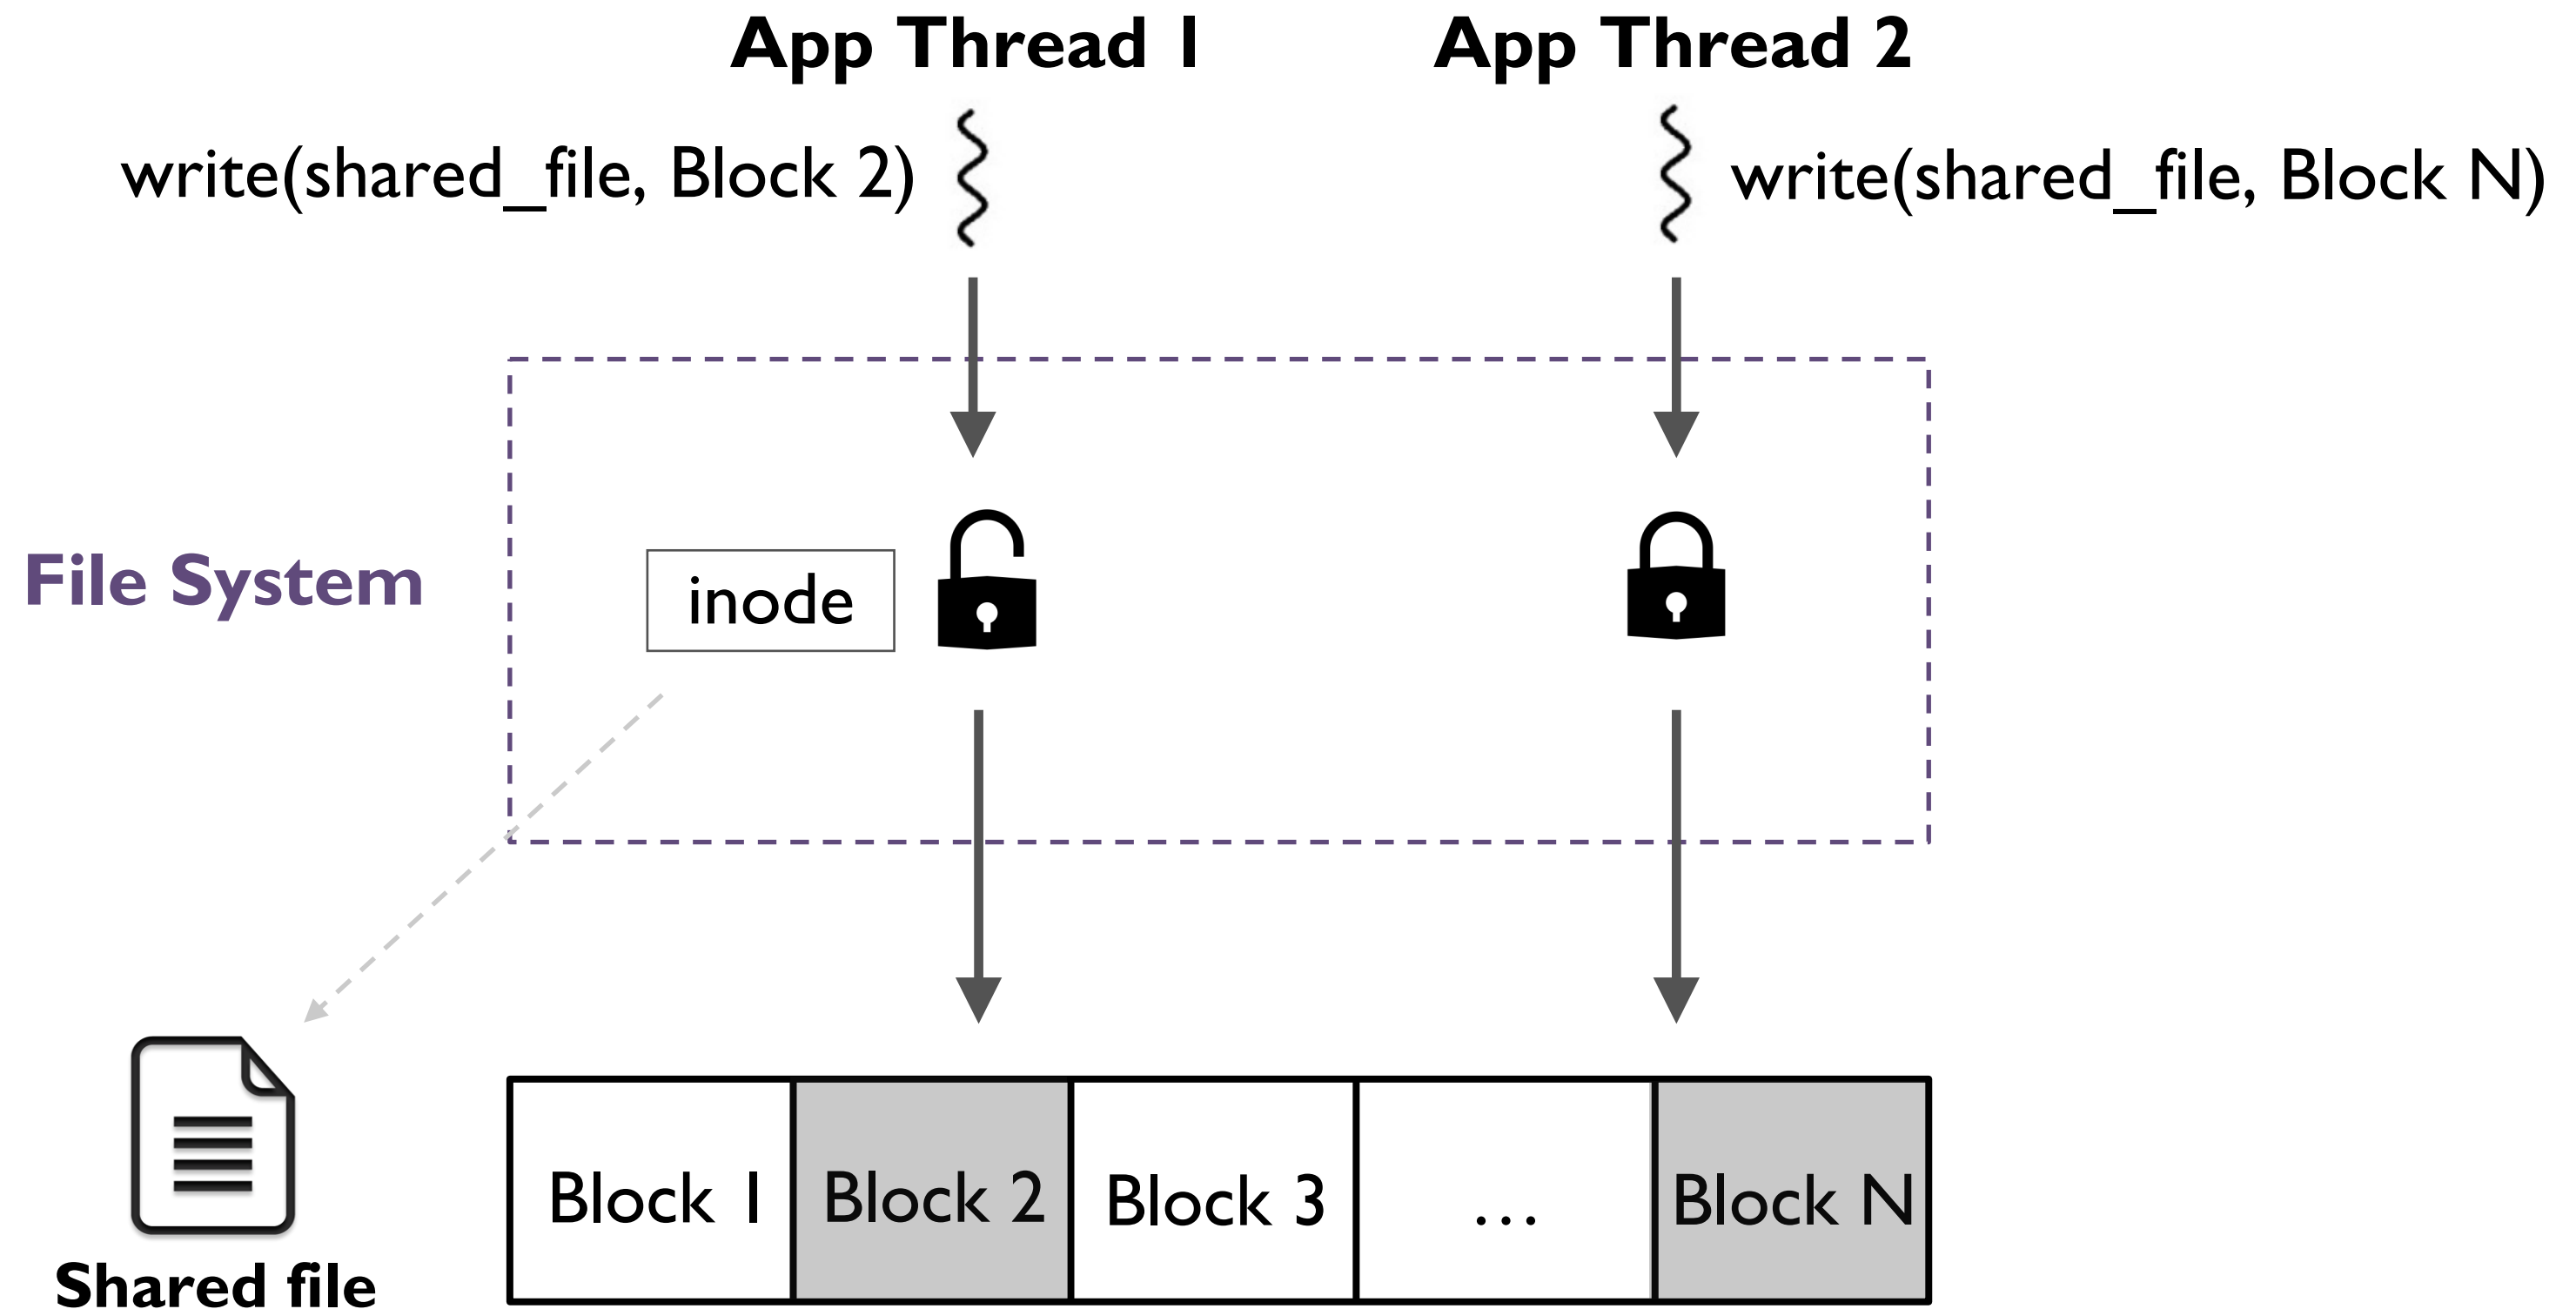 App Thread 1
App Thread 2
write(shared_file, Block 2)
write(shared_file, Block N)
File System
inode
Block 1
Block 2
Block 3
...
Block N
Shared file